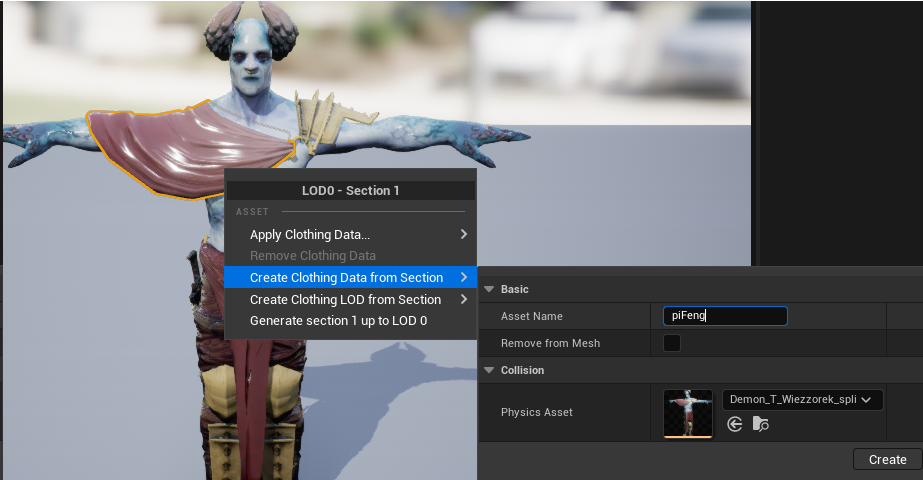 LOD0 - Section 1
ASSET
Apply Clothing Data...
Remove Clothing Data
Create Clothing Data from Section
Create Clothing LOD from Section
Generate section 1 up to LOD 0
Basic
Asset Name
piFeng
Remove from Mesh
Collision
Physics Asset
Demon_T_Wiezzorek_spli
Create